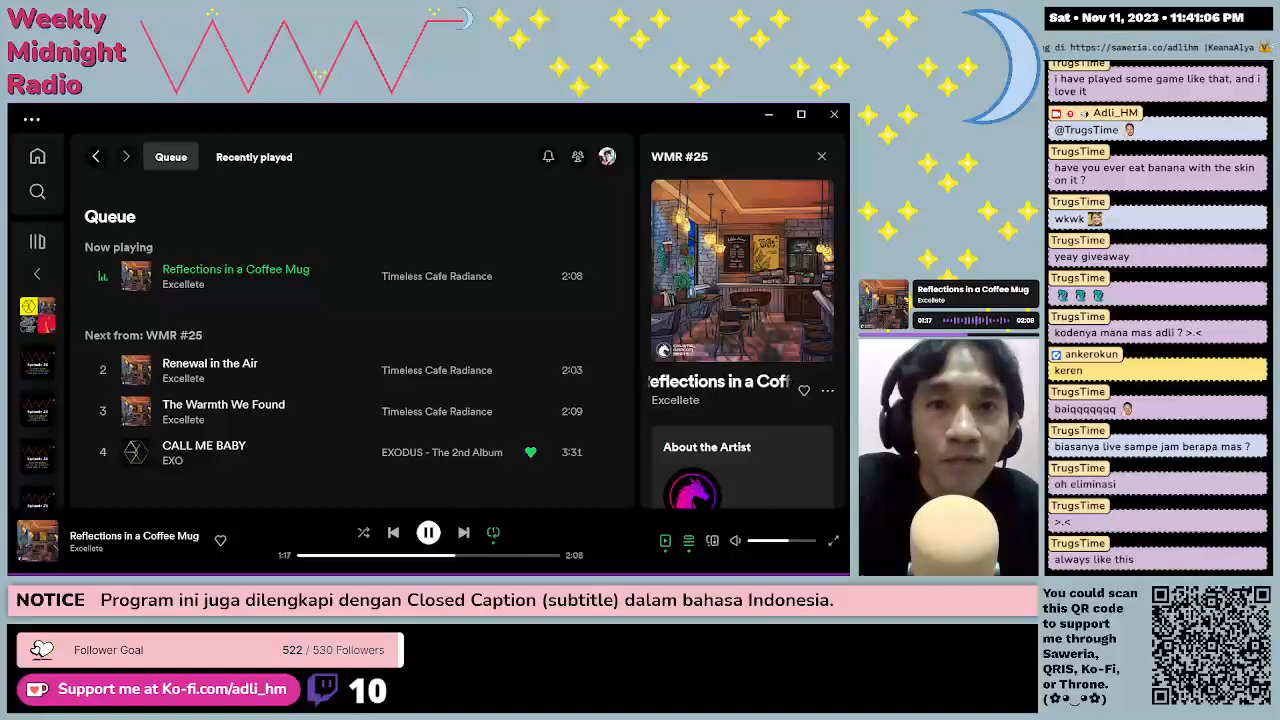 Weekly
Midnight
Radio
Sat • Nov 11, 2023 • 11:41:06 PM
di https://saweria.co/adlihm |KeanaAlya
Queue
Recently played
WMR #25
Queue
Now playing
Reflections in a Coffee Mug
Excellete
Timeless Cafe Radiance
2:08
Next from: WMR #25
2
Renewal in the Air
Excellete
Timeless Cafe Radiance
2:03
3
The Warmth We Found
Excellete
Timeless Cafe Radiance
2:09
4
CALL ME BABY
EXO
EXODUS - The 2nd Album
3:31
eflections in a Coff
Excellete
About the Artist
Reflections in a Coffee Mug
Excellete
1:17
2:08
Reflections in a Coffee Mug
Excellete
01:17
02:08
TrugsTime
i have played some game like that, and i
love it
Adli_HM
@TrugsTime
TrugsTime
have you ever eat banana with the skin
on it ?
TrugsTime
wkwk
TrugsTime
yeay giveaway
TrugsTime
TrugsTime
kodenya mana mas adli ? >.<
ankerokun
keren
TrugsTime
baiqqqqqqq
TrugsTime
biasanya live sampe jam berapa mas ?
TrugsTime
oh eliminasi
TrugsTime
>.<
TrugsTime
always like this
NOTICE Program ini juga dilengkapi dengan Closed Caption (subtitle) dalam bahasa Indonesia.
Follower Goal
522 / 530 Followers
Support me at Ko-fi.com/adli_hm
10
You could scan
this QR code
to support
me through
Saweria,
QRIS, Ko-Fi,
or Throne.